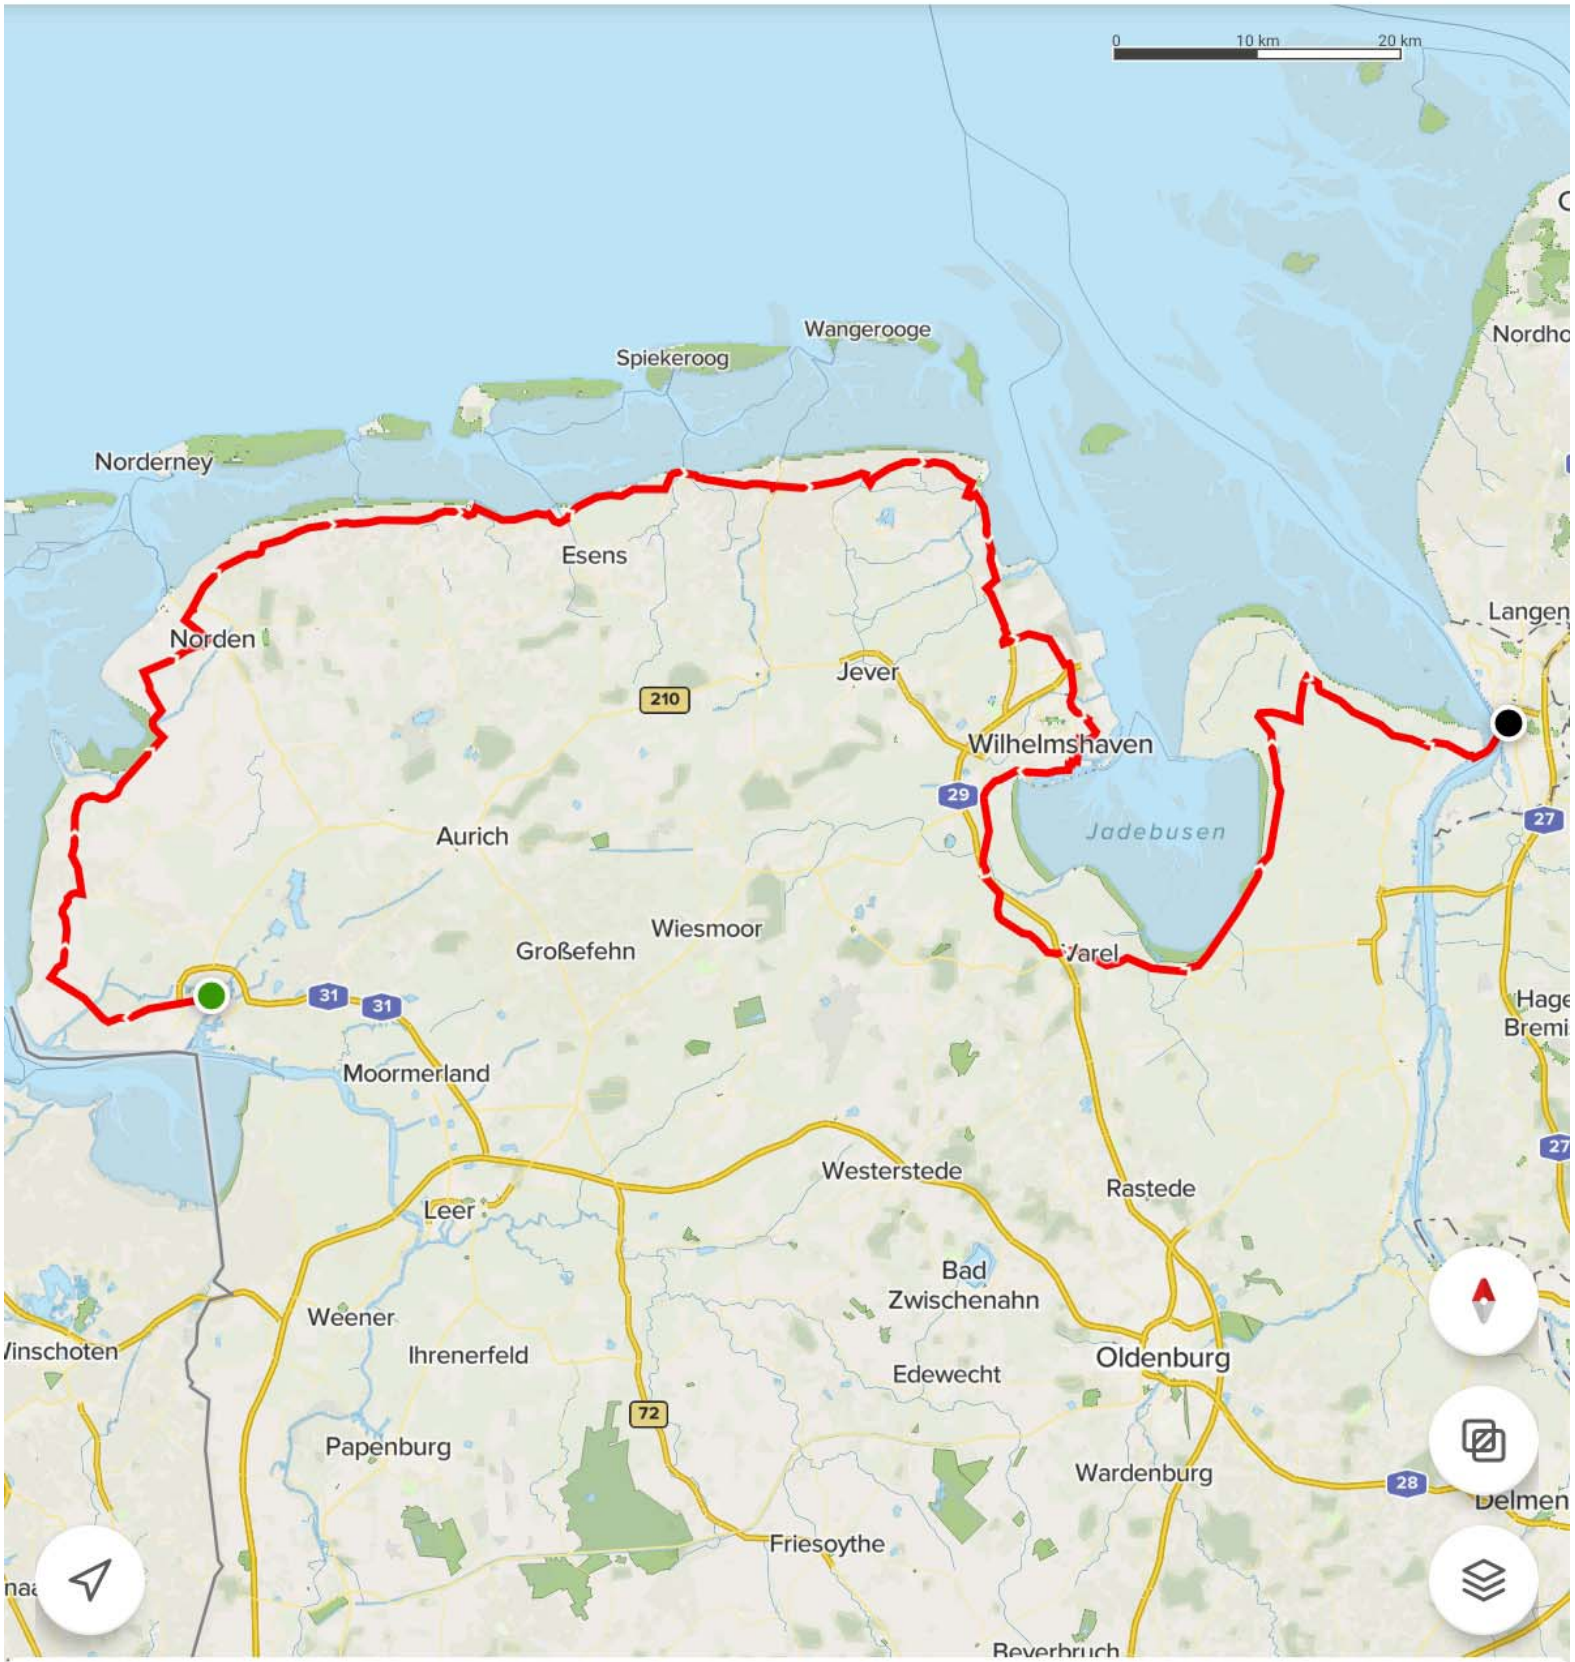 0 10 km 20 km
C
Nordho
Wangerooge
Spiekeroog
Norderney
Esens
Langen
Norden
Jever
210
Wilhelmshaven
29
27
Jadebusen
Aurich
Wiesmoor
Großefehn
Varel
31
31
Hage
Bremi
Moormerland
27
Westerstede
Rastede
Leer
Bad
Zwischenahn
Weener
Vinschoten
Ihrenerfeld
Oldenburg
Edewecht
72
Papenburg
Wardenburg
28
Delmen
Friesoythe
naa
Beverbruch